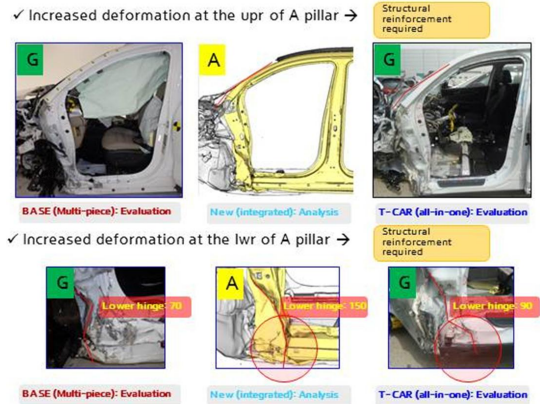 ✓ Increased deformation at the upr of A pillar →
Structural
reinforcement
required
G
A
G
BASE (Multi-piece): Evaluation
New (integrated): Analysis
T-CAR (all-in-one): Evaluation
✓ Increased deformation at the lwr of A pillar →
Structural
reinforcement
required
G
Lower hinge: 70
A
Lower hinge: 150
G
Lower hinge: 90
BASE (Multi-piece): Evaluation
New (integrated): Analysis
T-CAR (all-in-one): Evaluation